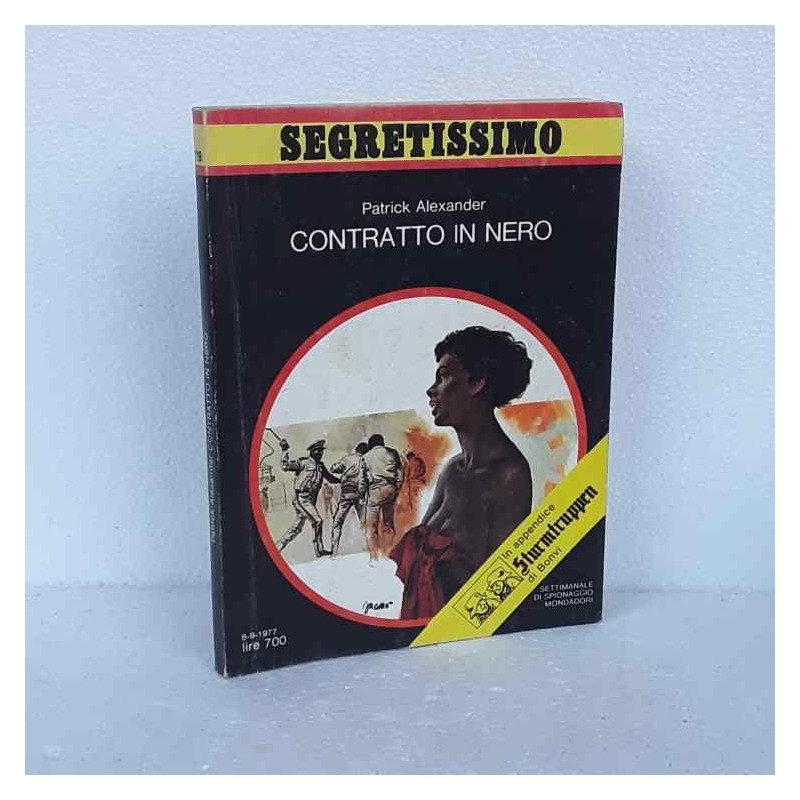 SEGRETISSIMO
Patrick Alexander
CONTRATTO IN NERO
in appendice
Sturmtruppen
di Bonvi
SETTIMANALE
DI SPIONAGGIO
MONDADORI
8-9-1977
lire 700
Patrick Alexander CONTRATTO IN NERO